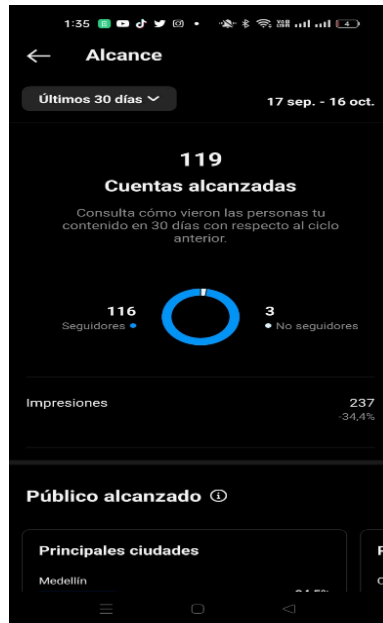 1:35
4
Alcance
Últimos 30 días
17 sep. - 16 oct.
119
Cuentas alcanzadas
Consulta cómo vieron las personas tu
contenido en 30 días con respecto al ciclo
anterior.
116
Seguidores
3
No seguidores
Impresiones
237
-34,4%
Público alcanzado
Principales ciudades
Medellín